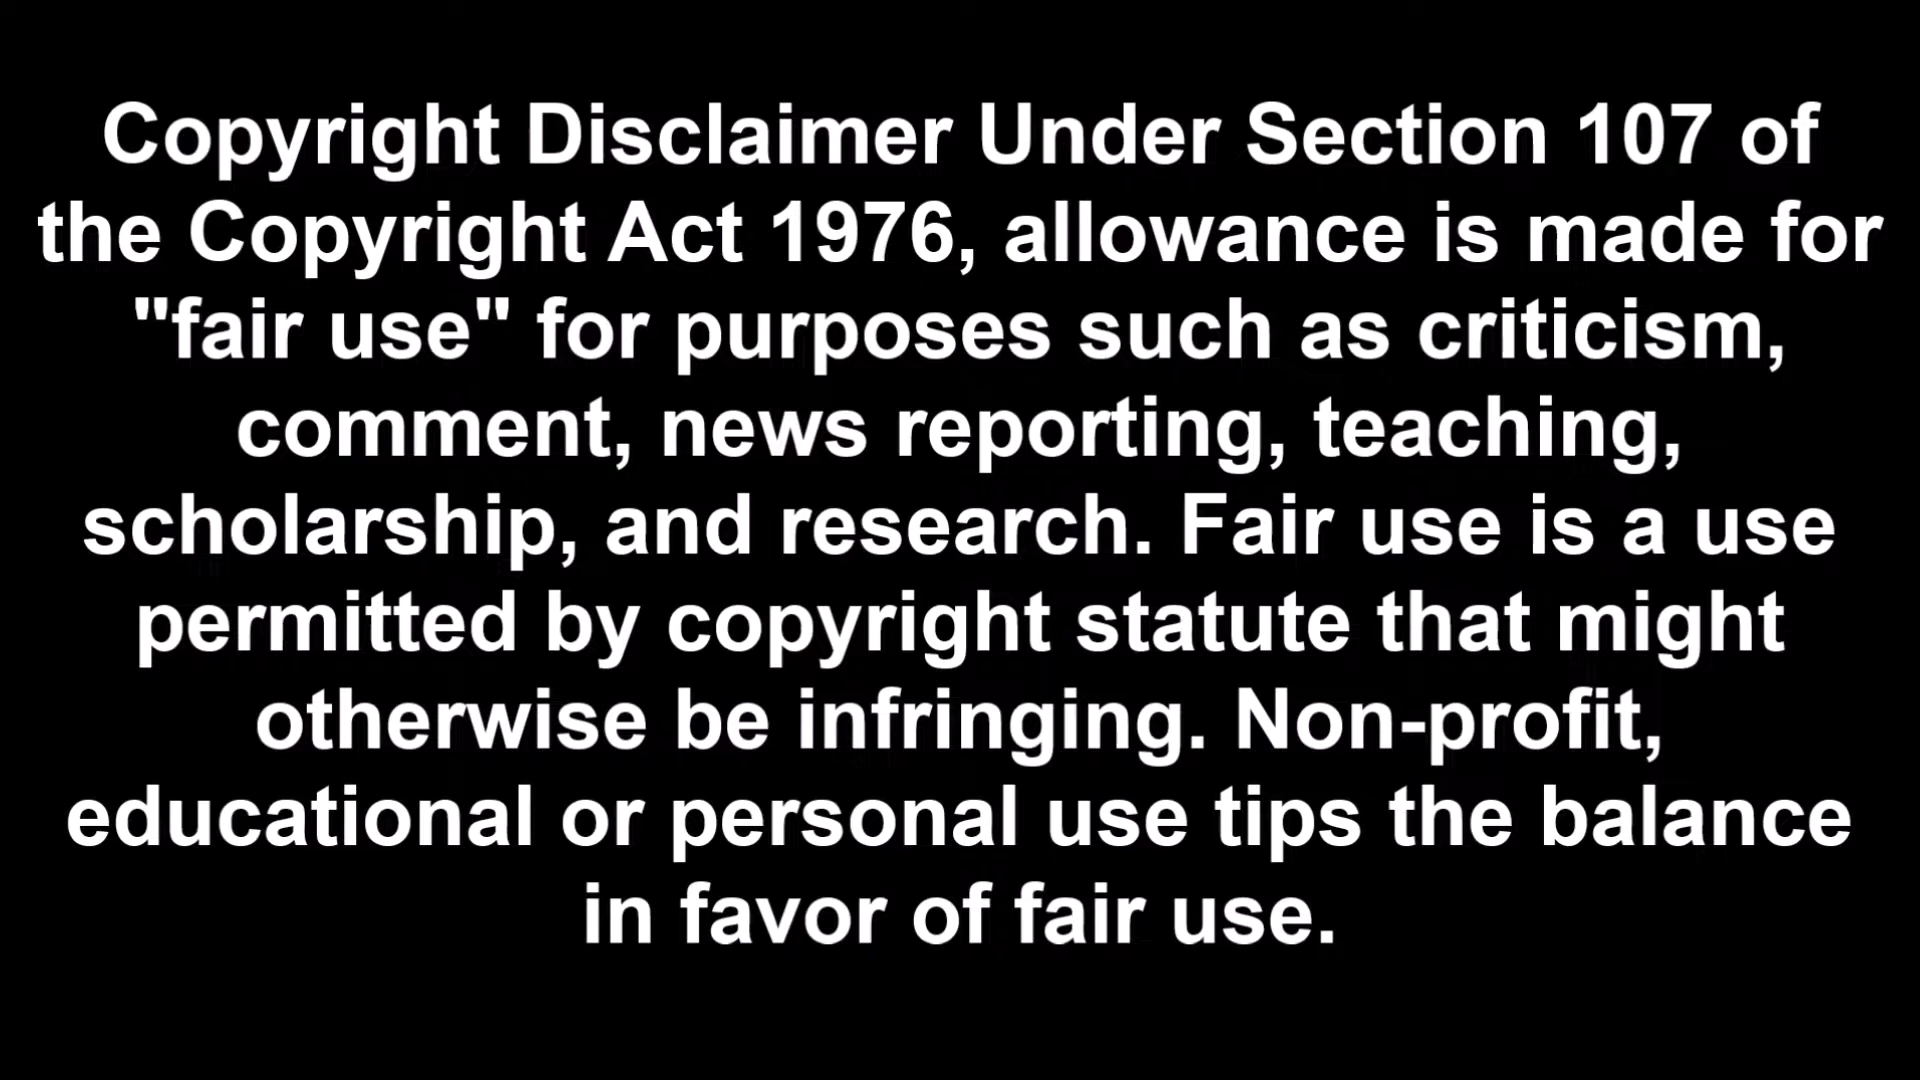 Copyright Disclaimer Under Section 107 of
the Copyright Act 1976, allowance is made for
"fair use" for purposes such as criticism,
comment, news reporting, teaching,
scholarship, and research. Fair use is a use
permitted by copyright statute that might
otherwise be infringing. Non-profit,
educational or personal use tips the balance
in favor of fair use.